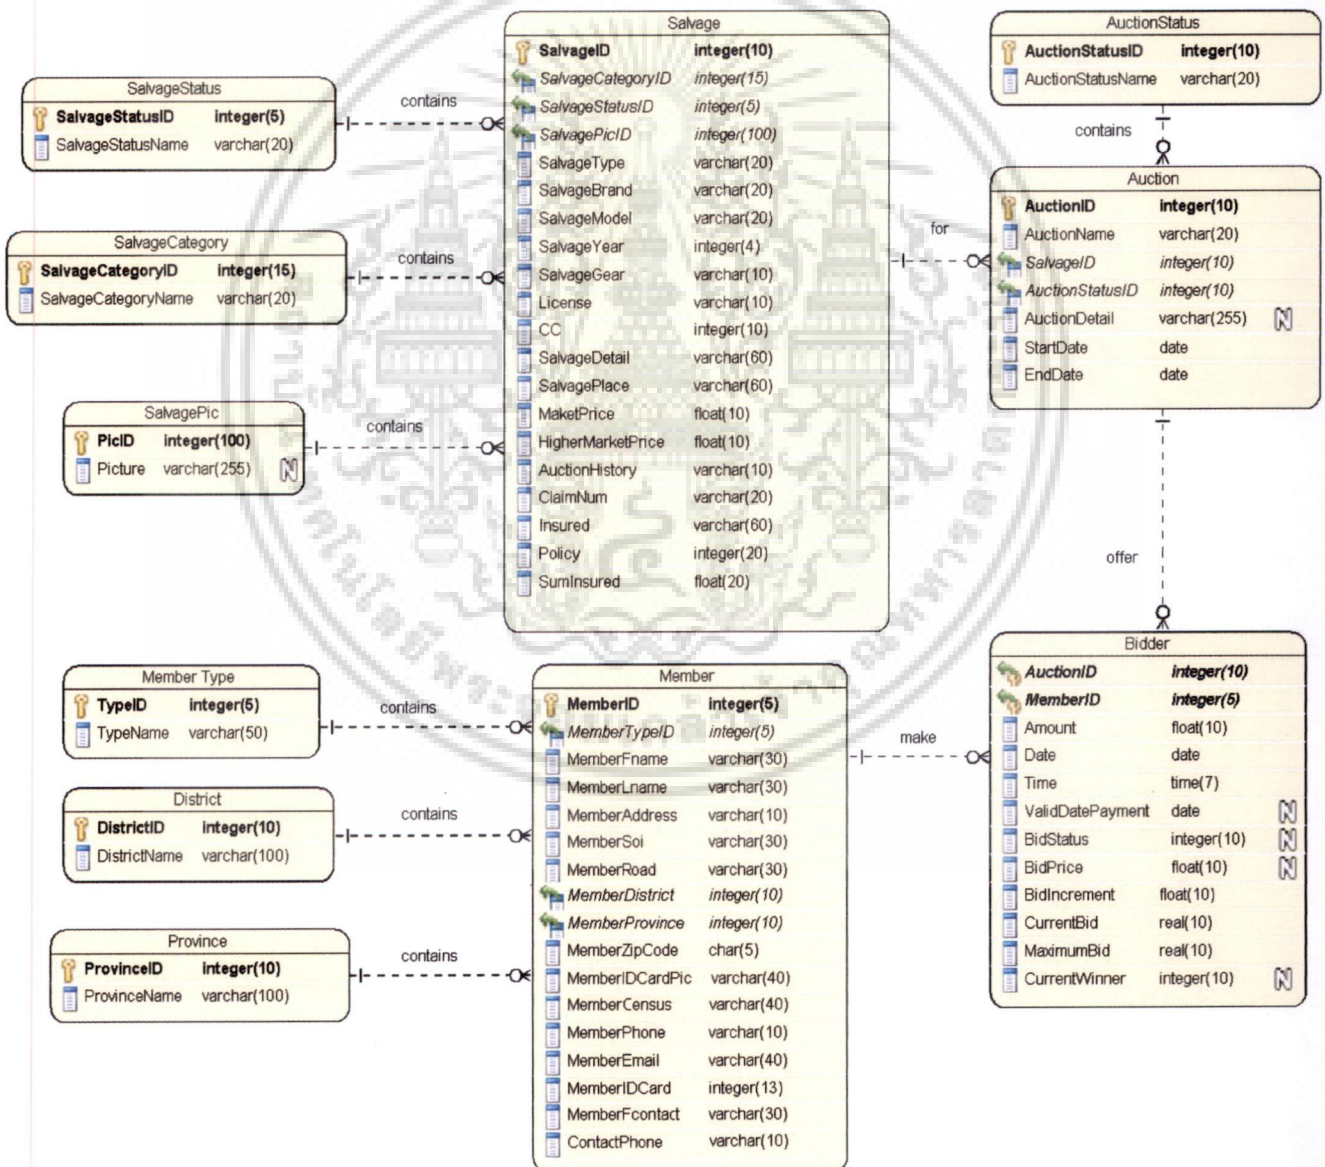 SalvageStatus
SalvageStatusID integer(5)
SalvageStatusName varchar(20)
contains
SalvageCategory
SalvageCategoryID integer(15)
SalvageCategoryName varchar(20)
contains
SalvagePic
PicID integer(100)
Picture varchar(255) N
contains
Salvage
SalvageID integer(10)
SalvageCategoryID integer(15)
SalvageStatusID integer(5)
SalvagePicID integer(100)
SalvageType varchar(20)
SalvageBrand varchar(20)
SalvageModel varchar(20)
SalvageYear integer(4)
SalvageGear varchar(10)
License varchar(10)
CC integer(10)
SalvageDetail varchar(60)
SalvagePlace varchar(60)
MaketPrice float(10)
HigherMarketPrice float(10)
AuctionHistory varchar(10)
ClaimNum varchar(20)
Insured varchar(60)
Policy integer(20)
SumInsured float(20)
for
AuctionStatus
AuctionStatusID integer(10)
AuctionStatusName varchar(20)
contains
Auction
AuctionID integer(10)
AuctionName varchar(20)
SalvageID integer(10)
AuctionStatusID integer(10)
AuctionDetail varchar(255) N
StartDate date
EndDate date
offer
Member Type
TypeID integer(5)
TypeName varchar(50)
contains
District
DistrictID integer(10)
DistrictName varchar(100)
contains
Province
ProvinceID integer(10)
ProvinceName varchar(100)
contains
Member
MemberID integer(5)
MemberTypeID integer(5)
MemberFname varchar(30)
MemberLname varchar(30)
MemberAddress varchar(10)
MemberSoi varchar(30)
MemberRoad varchar(30)
MemberDistrict integer(10)
MemberProvince integer(10)
MemberZipCode char(5)
MemberIDCardPic varchar(40)
MemberCensus varchar(40)
MemberPhone varchar(10)
MemberEmail varchar(40)
MemberIDCard integer(13)
MemberFcontact varchar(30)
ContactPhone varchar(10)
make
Bidder
AuctionID integer(10)
MemberID integer(5)
Amount float(10)
Date date
Time time(7)
ValidDatePayment date N
BidStatus integer(10) N
BidPrice float(10) N
BidIncrement float(10)
CurrentBid real(10)
MaximumBid real(10)
CurrentWinner integer(10) N